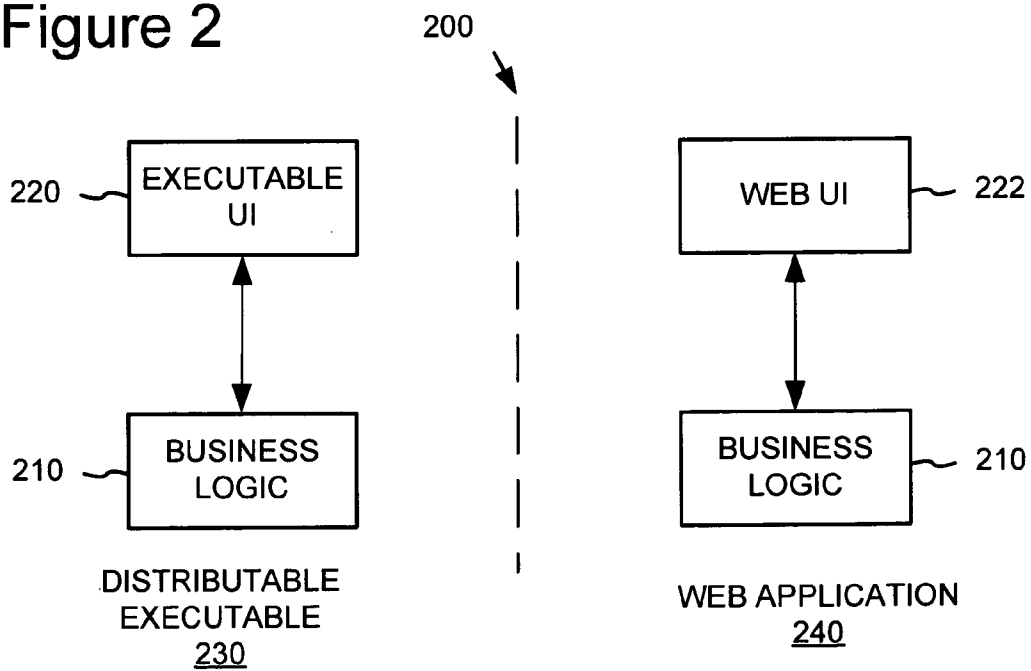 Figure 2
200
220
EXECUTABLE
UI
WEB UI
222
210
BUSINESS
LOGIC
BUSINESS
LOGIC
210
DISTRIBUTABLE
EXECUTABLE
230
WEB APPLICATION
240